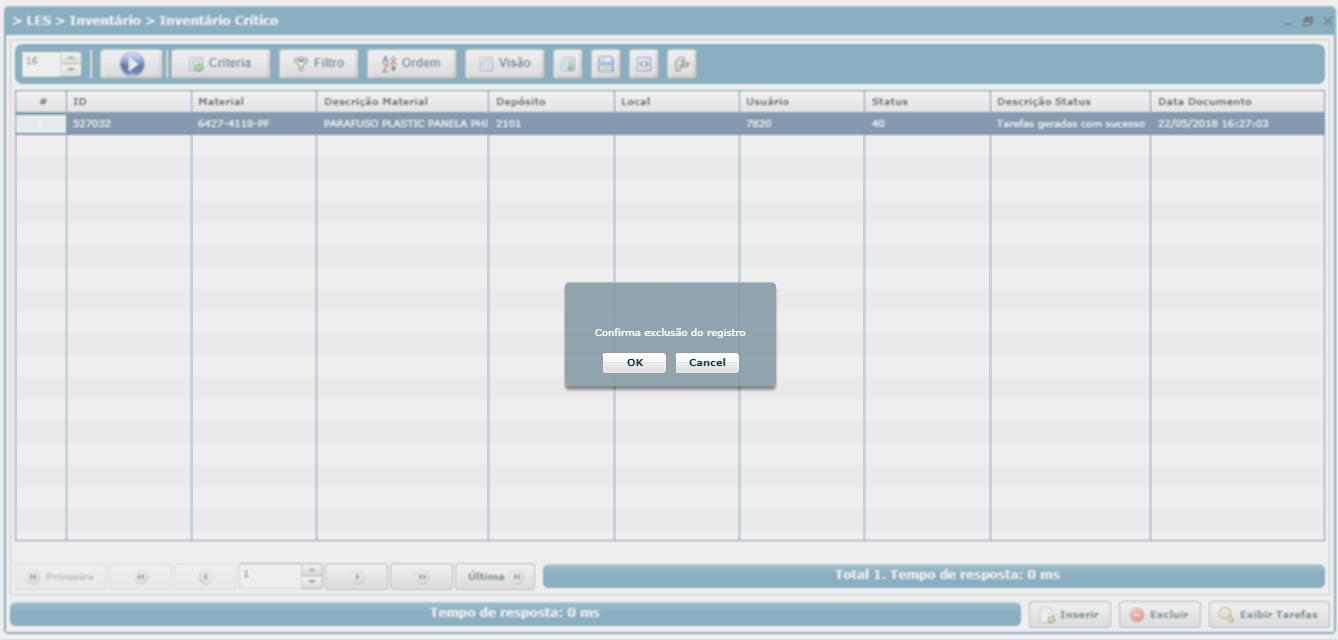 > LES > Inventário > Inventário Crítico
16 Criteria Filtro Ordem Visão
# ID Material Descrição Material Depósito Local Usuário Status Descrição Status Data Documento
527032 6427-4118-PF PARAFUSO PLASTIC PANELA PHI 2101 7820 40 Tarefas geradas com sucesso 22/05/2018 16:27:03
Confirma exclusão do registro
OK Cancel
Primeira 1 Última Total 1. Tempo de resposta: 0 ms
Tempo de resposta: 0 ms Inserir Excluir Exibir Tarefas